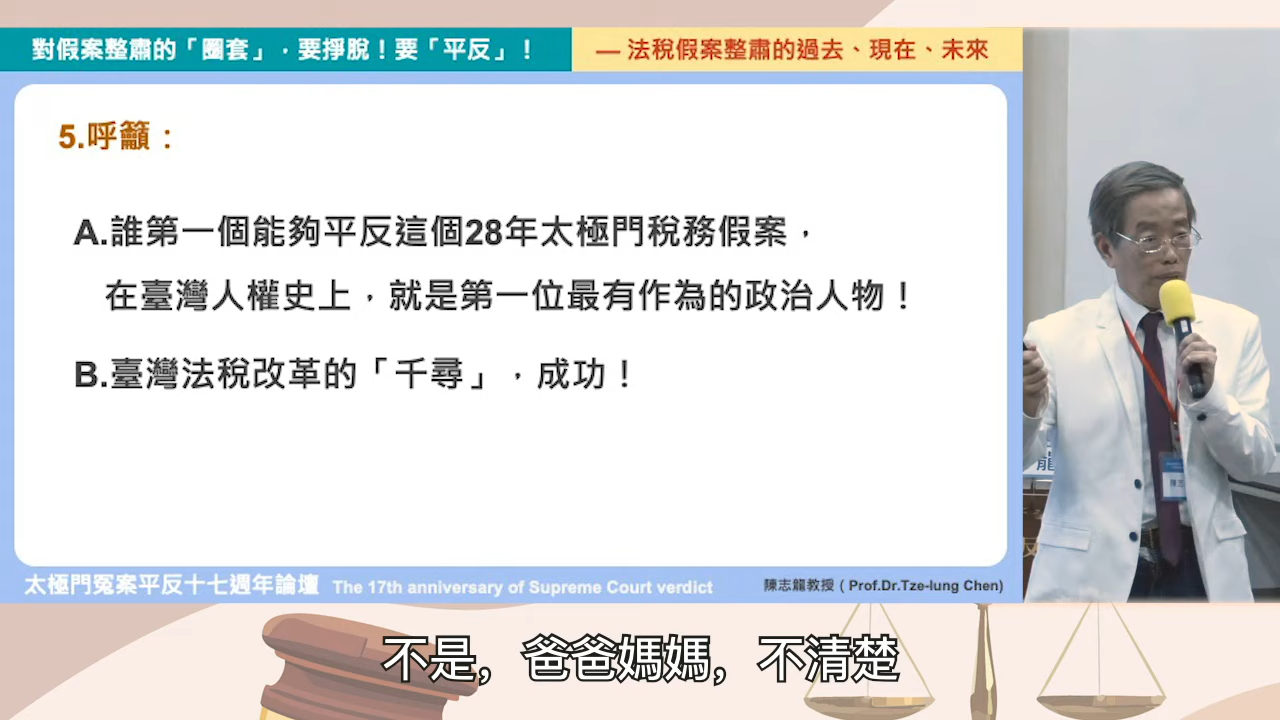 對假案整肅的「圈套」，要掙脫！要「平反」！
— 法稅假案整肅的過去、現在、未來
5.呼籲：
A.誰第一個能夠平反這個28年太極門稅務假案，
在臺灣人權史上，就是第一位最有作為的政治人物！
B.臺灣法稅改革的「千尋」，成功！
龍
陳
太極門冤案平反十七週年論壇 The 17th anniversary of Supreme Court verdict
陳志龍教授（Prof.Dr.Tze-lung Chen)
不是，爸爸媽媽，不清楚